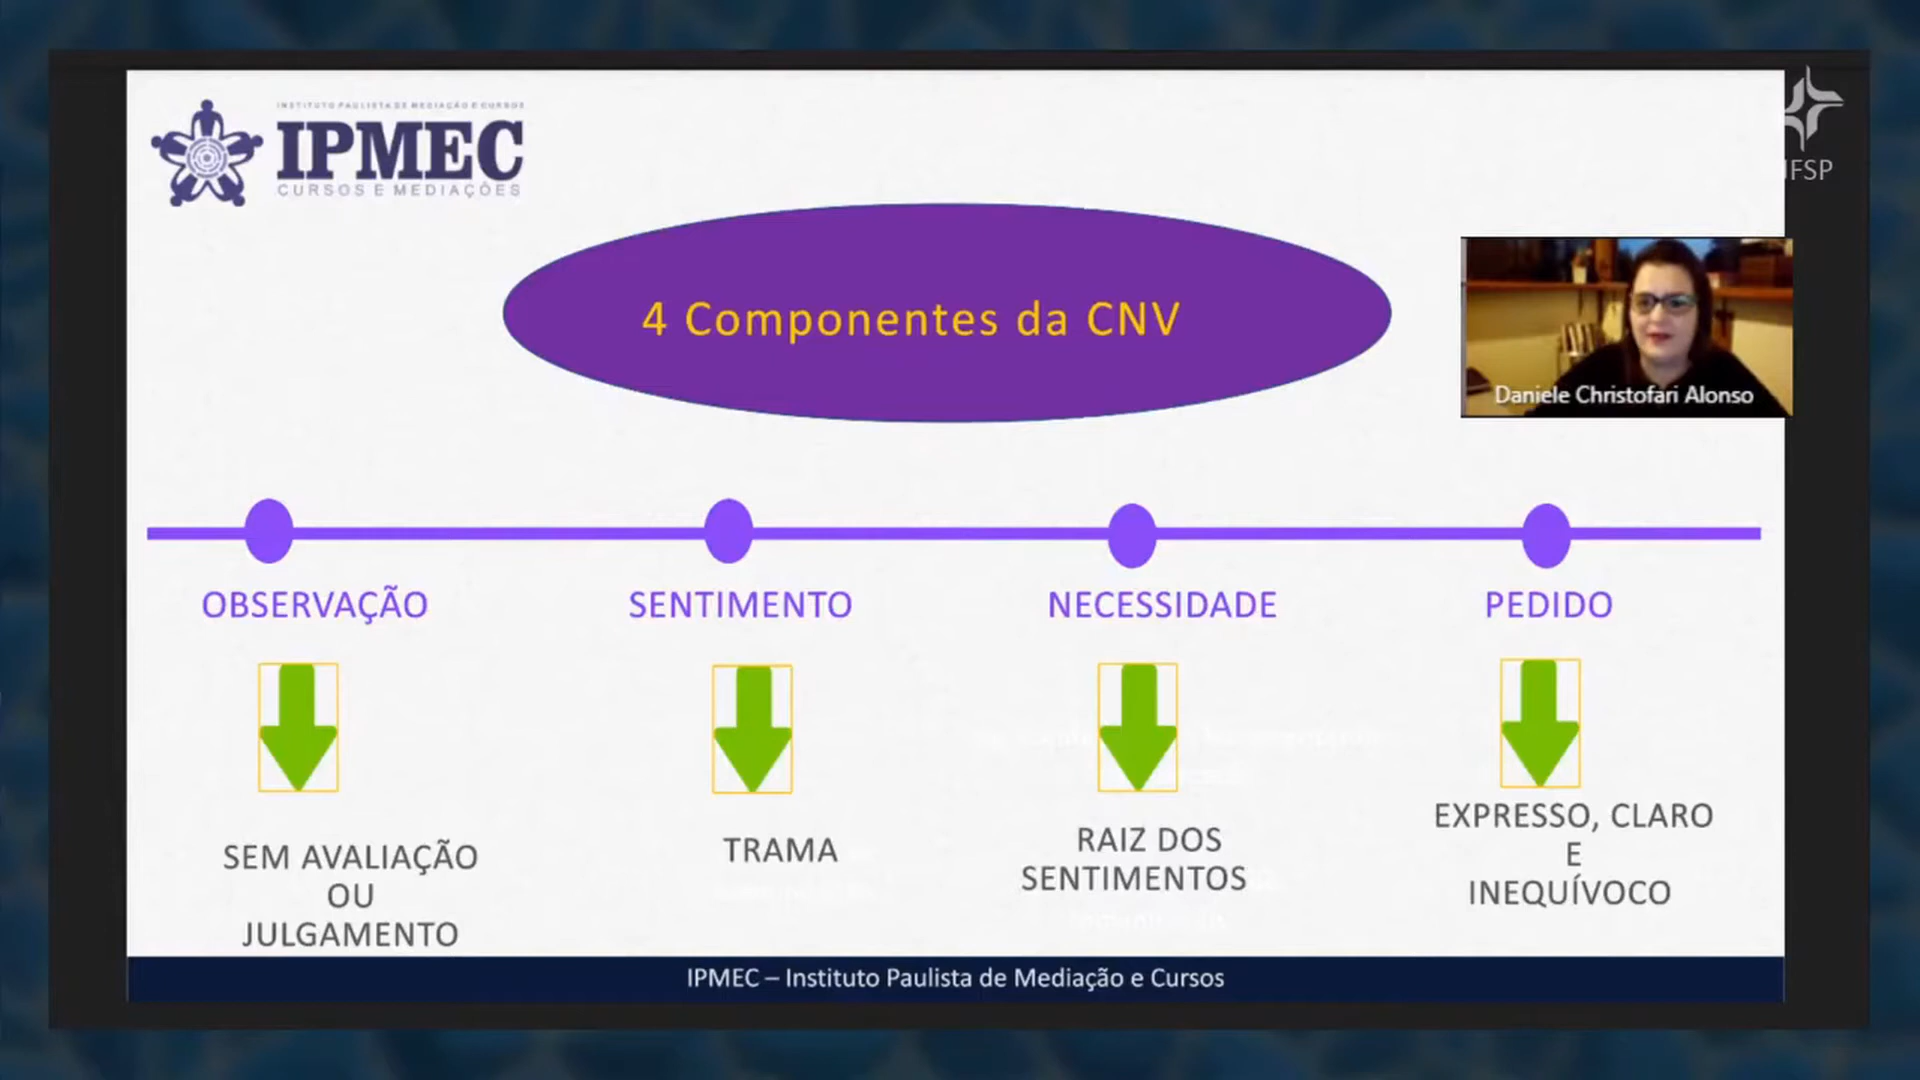 INSTITUTO PAULISTA DE MEDIAÇÃO E CURSOS
IPMEC
CURSOS E MEDIAÇÕES
4 Componentes da CNV
Daniele Christofari Alonso
OBSERVAÇÃO
SENTIMENTO
NECESSIDADE
PEDIDO
SEM AVALIAÇÃO
OU
JULGAMENTO
TRAMA
RAIZ DOS
SENTIMENTOS
EXPRESSO, CLARO
E
INEQUÍVOCO
IPMEC – Instituto Paulista de Mediação e Cursos